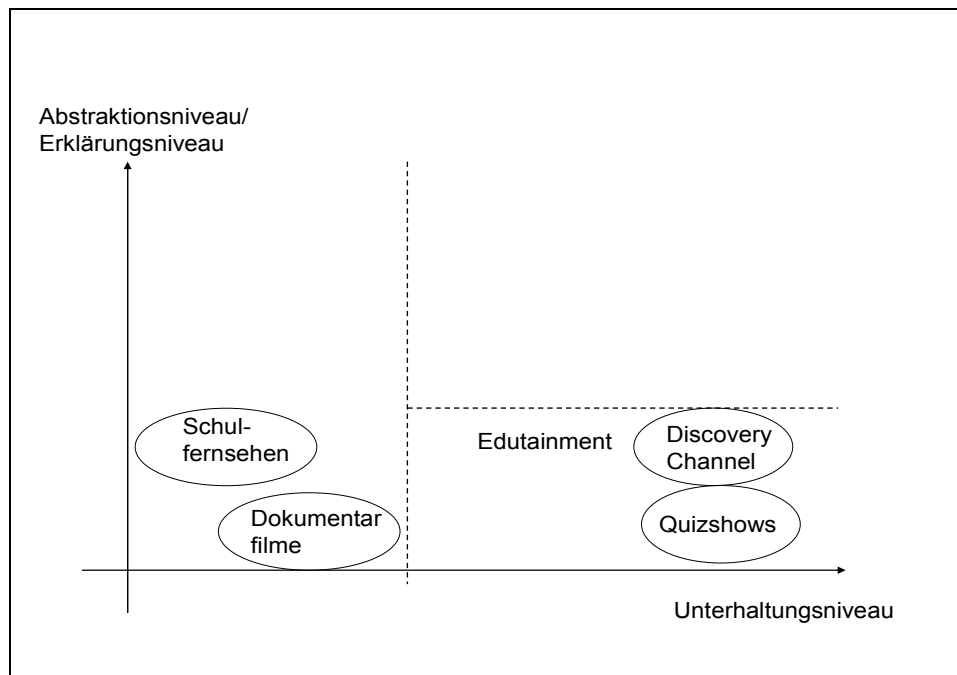 Abstraktionsniveau/
Erklärungsniveau
Schul-
fernsehen
Dokumentar
filme
Edutainment
Discovery
Channel
Quizshows
Unterhaltungsniveau